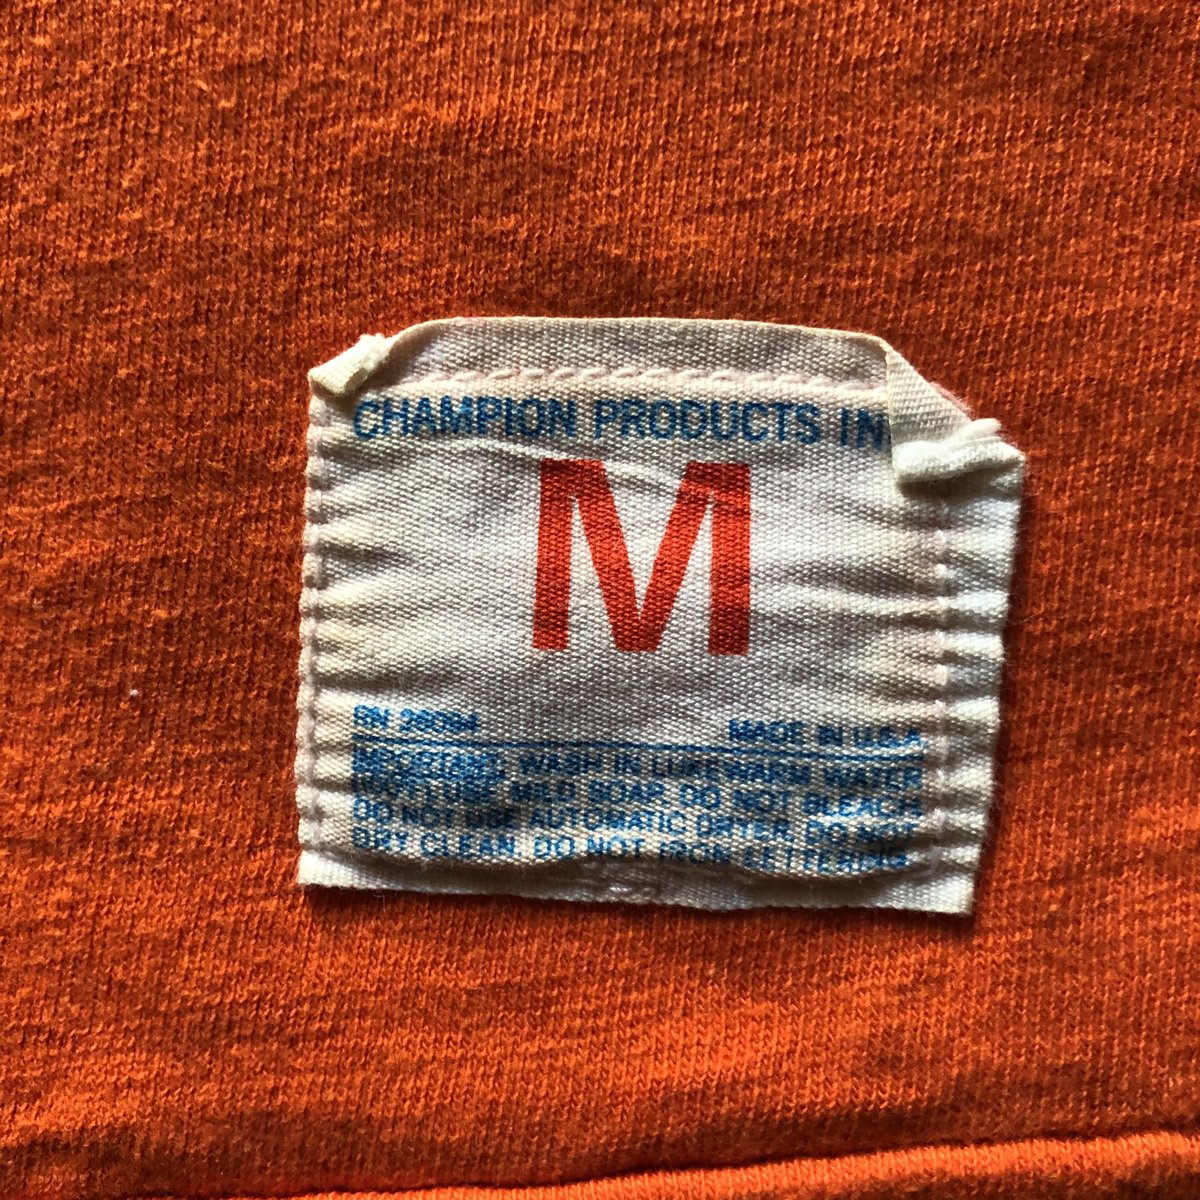 CHAMPION PRODUCTS IN
M
RN 26094
MADE IN U.S.A.
IMPORTANT, WASH IN LUKEWARM WATER
MILD SOAP. DO NOT BLEACH
DO NOT USE AUTOMATIC DRYER. DO NOT
DRY CLEAN. DO NOT IRON LETTERING.